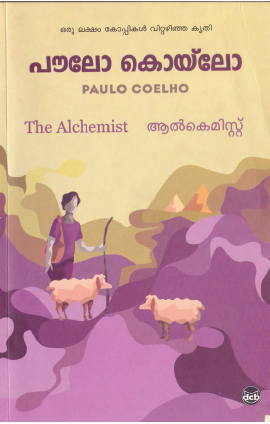 ഒരു ലക്ഷം കോപ്പികൾ വിറ്റഴിഞ്ഞ കൃതി
പൗലോ കൊയ്‌ലോ
PAULO COELHO
The Alchemist ആൽകെമിസ്റ്റ്
dcb